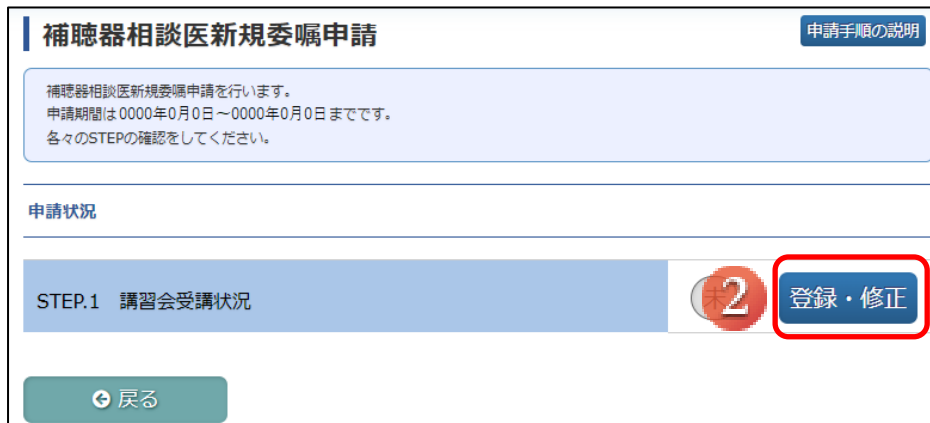 補聴器相談医新規委嘱申請
申請手順の説明
補聴器相談医新規委嘱申請を行います。
申請期間は0000年0月0日~0000年0月0日までです。
各々のSTEPの確認をしてください。
申請状況
STEP.1 講習会受講状況
未
2
登録・修正
戻る